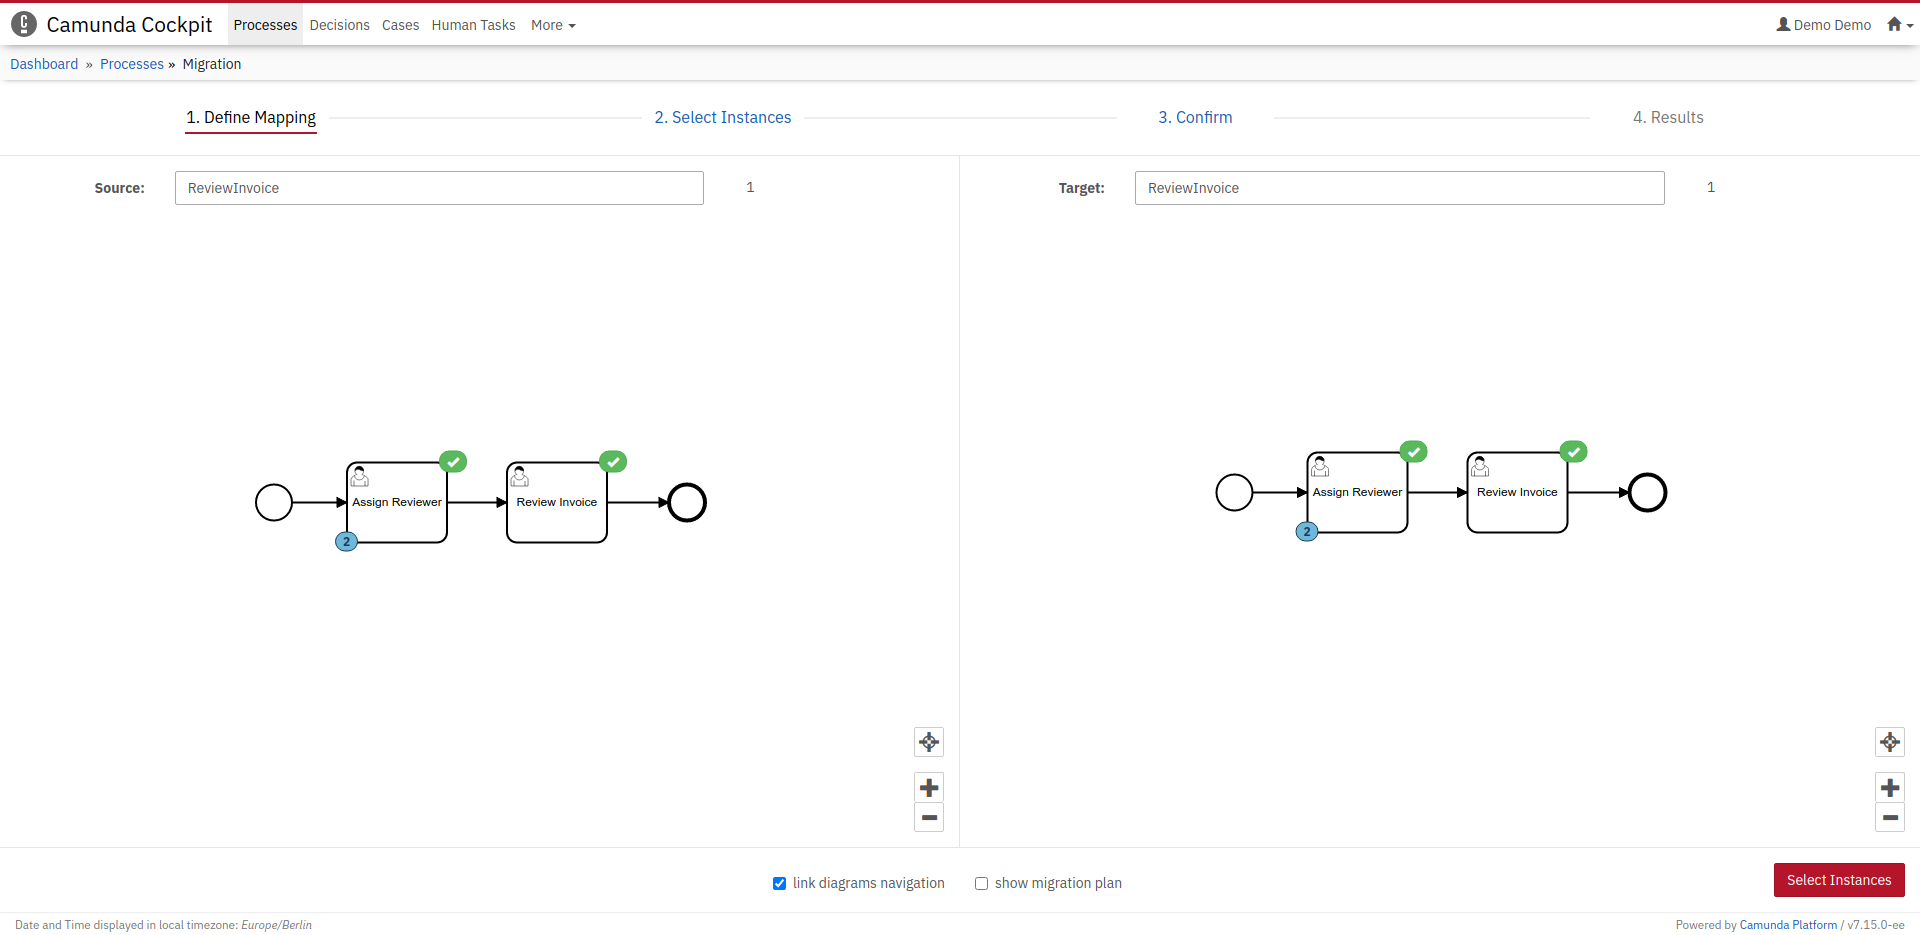 Camunda Cockpit Processes Decisions Cases Human Tasks More Demo Demo
Dashboard » Processes » Migration
1. Define Mapping 2. Select Instances 3. Confirm 4. Results
Source: ReviewInvoice 1 Target: ReviewInvoice 1
Assign Reviewer Review Invoice
2
Assign Reviewer Review Invoice
2
link diagrams navigation show migration plan Select Instances
Date and Time displayed in local timezone: Europe/Berlin Powered by Camunda Platform / v7.15.0-ee